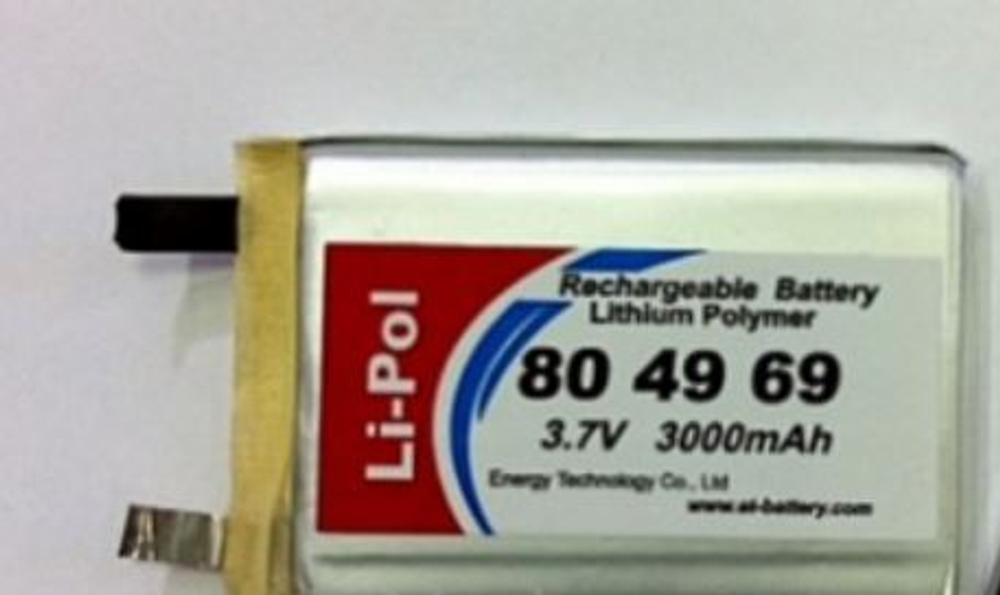 Li-Pol
Rechargeable Battery
Lithium Polymer
80 49 69
3.7V 3000mAh
Energy Technology Co., Ltd
www.at-battery.com